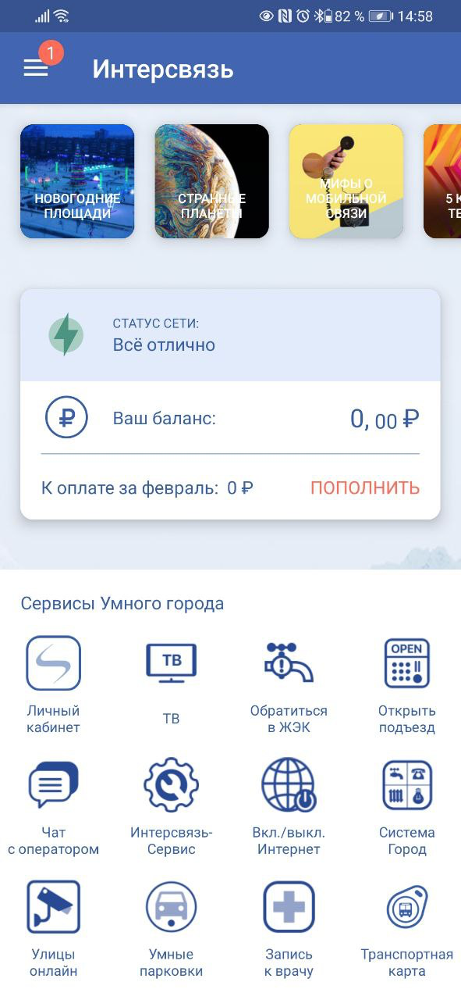 82 % 14:58
1
Интерсвязь
НОВОГОДНИЕ
ПЛОЩАДИ
СТРАННЫЕ
ПЛАНЕТЫ
МИФЫ О
МОБИЛЬНОЙ
СВЯЗИ
5 К
ТЕ
СТАТУС СЕТИ:
Всё отлично
₽ Ваш баланс: 0, 00 ₽
К оплате за февраль: 0 ₽ ПОПОЛНИТЬ
Сервисы Умного города
Личный
кабинет
ТВ
ТВ
Обратиться
в ЖЭК
OPEN
Открыть
подъезд
Чат
с оператором
Интерсвязь-
Сервис
Вкл./выкл.
Интернет
Система
Город
Улицы
онлайн
Умные
парковки
Запись
к врачу
Транспортная
карта